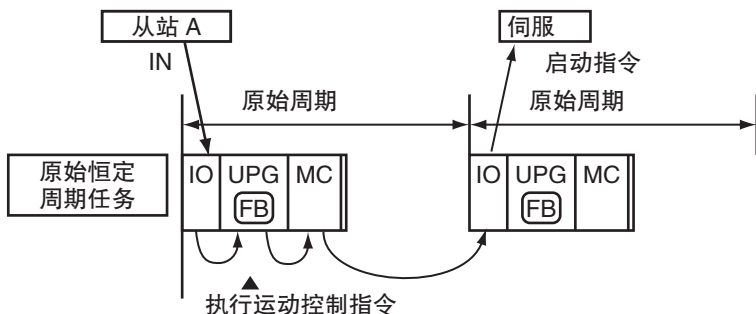 从站 A
伺服
IN
启动指令
原始周期
原始周期
原始恒定
周期任务
IO
UPG
MC
FB
IO
UPG
MC
FB
执行运动控制指令